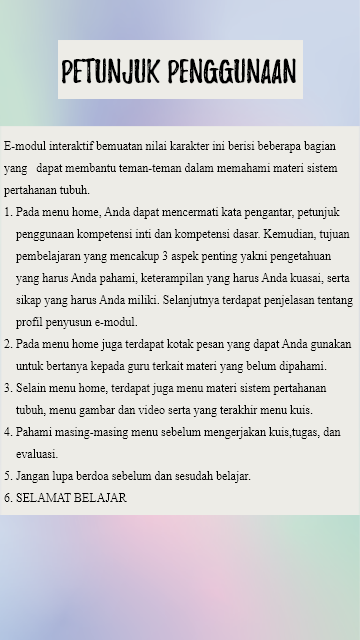 PETUNJUK PENGGUNAAN
E-modul interaktif bemuatan nilai karakter ini berisi beberapa bagian
yang dapat membantu teman-teman dalam memahami materi sistem
pertahanan tubuh.
1. Pada menu home, Anda dapat mencermati kata pengantar, petunjuk
penggunaan kompetensi inti dan kompetensi dasar. Kemudian, tujuan
pembelajaran yang mencakup 3 aspek penting yakni pengetahuan
yang harus Anda pahami, keterampilan yang harus Anda kuasai, serta
sikap yang harus Anda miliki. Selanjutnya terdapat penjelasan tentang
profil penyusun e-modul.
2. Pada menu home juga terdapat kotak pesan yang dapat Anda gunakan
untuk bertanya kepada guru terkait materi yang belum dipahami.
3. Selain menu home, terdapat juga menu materi sistem pertahanan
tubuh, menu gambar dan video serta yang terakhir menu kuis.
4. Pahami masing-masing menu sebelum mengerjakan kuis,tugas, dan
evaluasi.
5. Jangan lupa berdoa sebelum dan sesudah belajar.
6. SELAMAT BELAJAR